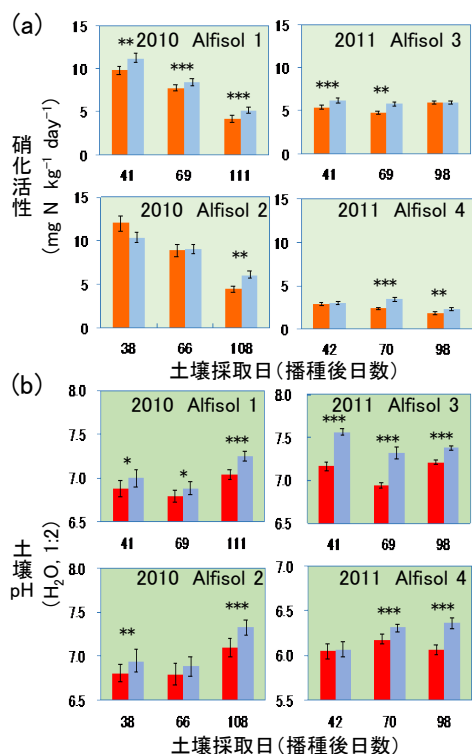 (a)
2010 Alfisol 1
2011 Alfisol 3
硝化活性
(mg N kg⁻¹ day⁻¹)
15
10
5
0
** *** ***
41 69 111
15
10
5
0
*** **
41 69 98
2010 Alfisol 2
2011 Alfisol 4
15
10
5
0
**
38 66 108
15
10
5
0
*** **
42 70 98
土壌採取日(播種後日数)
(b)
2010 Alfisol 1
2011 Alfisol 3
土壌pH
(H₂O, 1:2)
8.0
7.5
7.0
6.5
* * ***
41 69 111
8.0
7.5
7.0
6.5
*** *** ***
41 69 98
2010 Alfisol 2
2011 Alfisol 4
8.0
7.5
7.0
6.5
** ***
38 66 108
7.0
6.5
6.0
5.5
*** ***
42 70 98
土壌採取日(播種後日数)